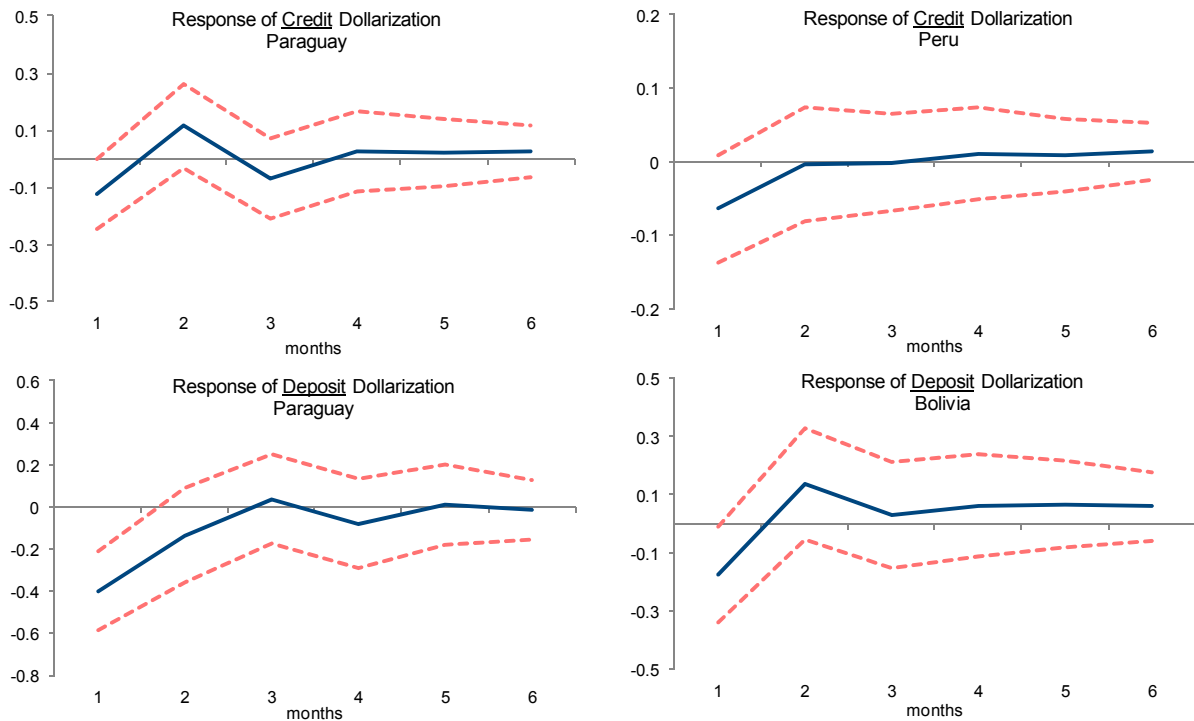 Response of Credit Dollarization
Paraguay
0.5
0.3
0.1
-0.1
-0.3
-0.5
1 2 3 4 5 6
months
Response of Credit Dollarization
Peru
0.2
0.1
0
-0.1
-0.2
1 2 3 4 5 6
months
Response of Deposit Dollarization
Paraguay
0.6
0.4
0.2
0
-0.2
-0.4
-0.6
-0.8
1 2 3 4 5 6
months
Response of Deposit Dollarization
Bolivia
0.5
0.3
0.1
-0.1
-0.3
-0.5
1 2 3 4 5 6
months